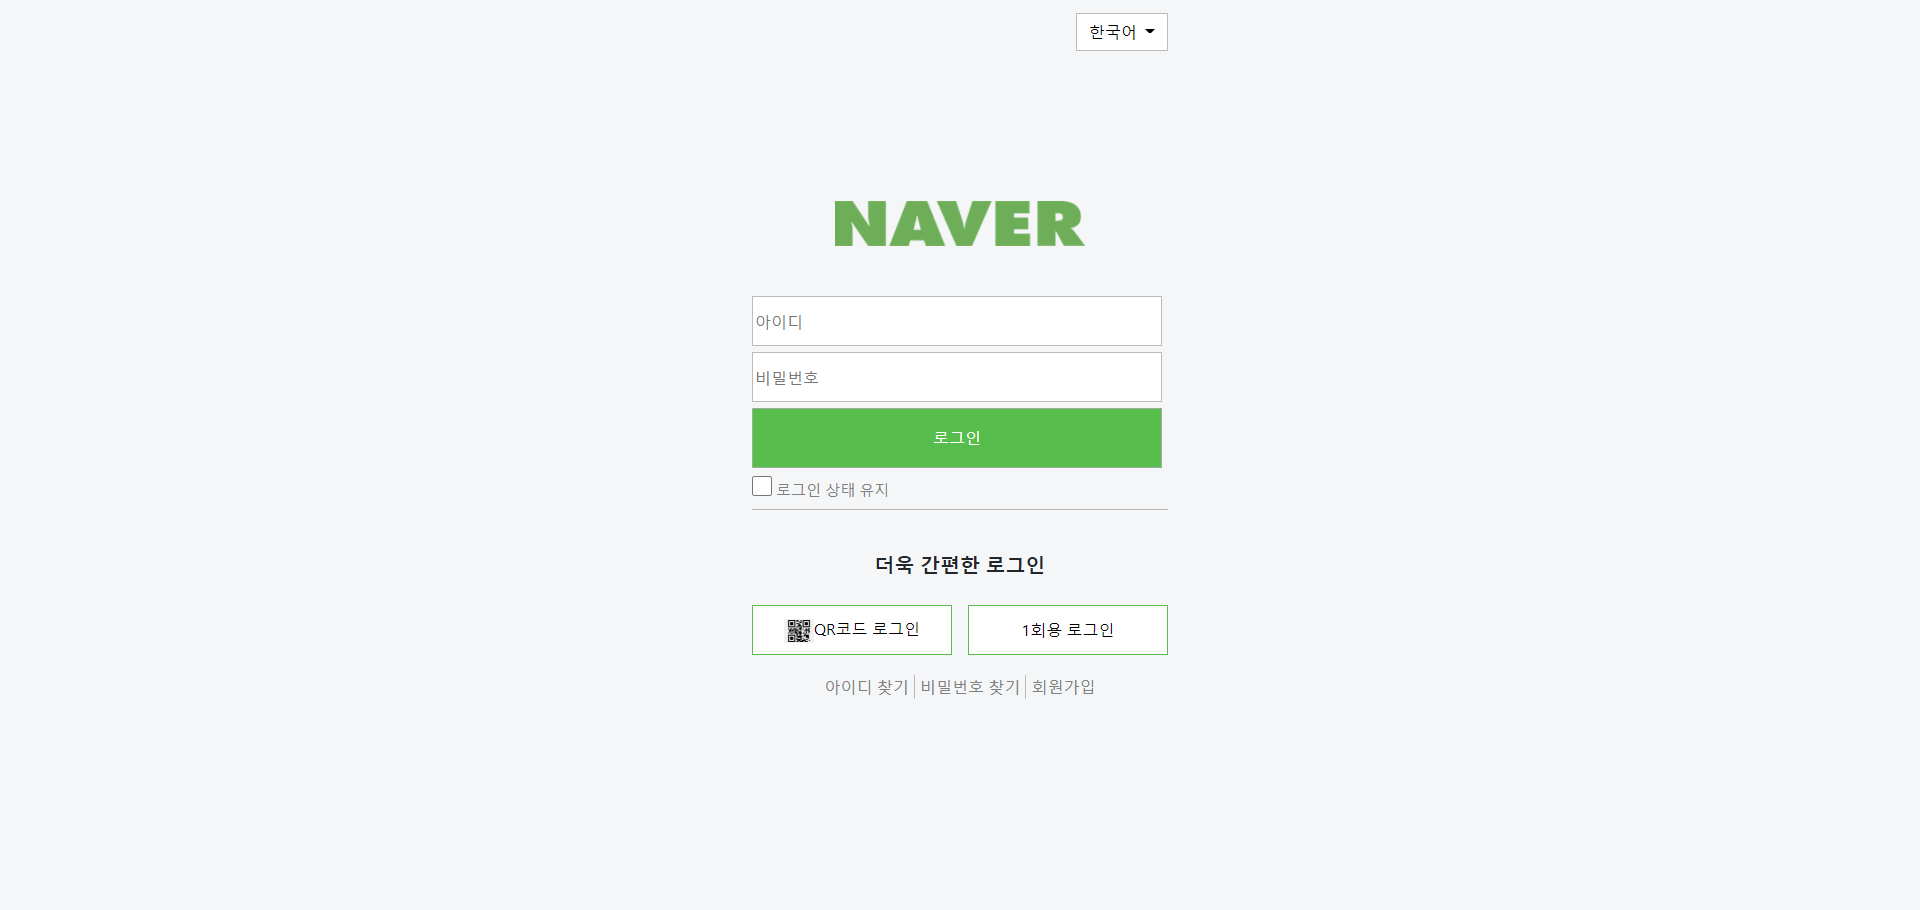 한국어
NAVER
아이디
비밀번호
로그인
로그인 상태 유지
더욱 간편한 로그인
QR코드 로그인
1회용 로그인
아이디 찾기 비밀번호 찾기 회원가입